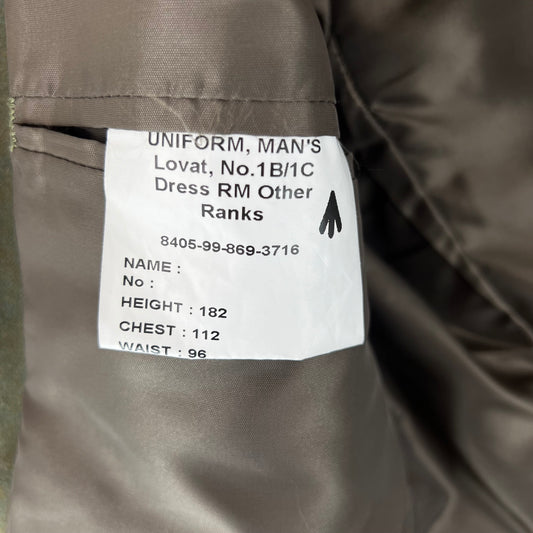 UNIFORM, MAN'S
Lovat, No.1B/1C
Dress RM Other
Ranks
8405-99-869-3716
NAME :
No :
HEIGHT : 182
CHEST : 112
WAIST : 96